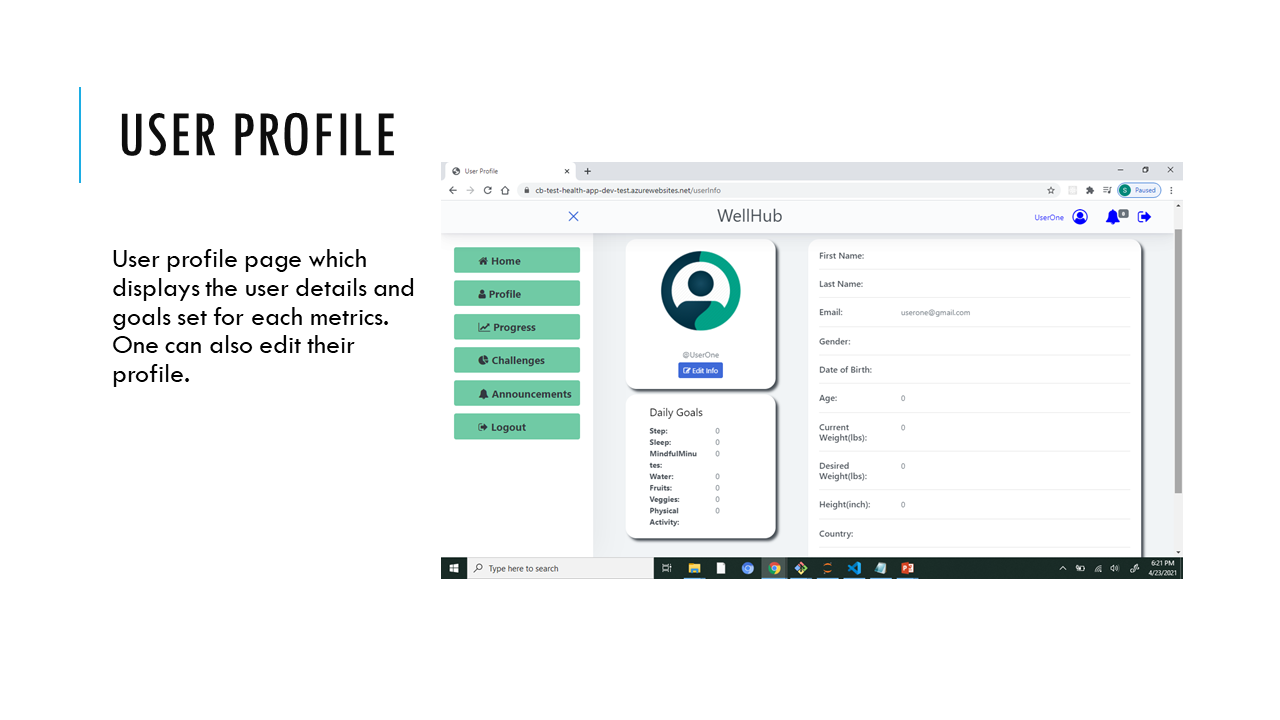 USER PROFILE
User profile page which
displays the user details and
goals set for each metrics.
One can also edit their
profile.
User Profile
cb-test-health-app-dev-test.azurewebsites.net/userInfo
S Paused
WellHub
UserOne
0
Home
Profile
Progress
Challenges
Announcements
Logout
@UserOne
Edit Info
Daily Goals
Step: 0
Sleep: 0
MindfulMinu 0
tes:
Water: 0
Fruits: 0
Veggies: 0
Physical 0
Activity:
First Name:
Last Name:
Email: userone@gmail.com
Gender:
Date of Birth:
Age: 0
Current 0
Weight(lbs):
Desired 0
Weight(lbs):
Height(inch): 0
Country:
Type here to search
6:21 PM
4/23/2021